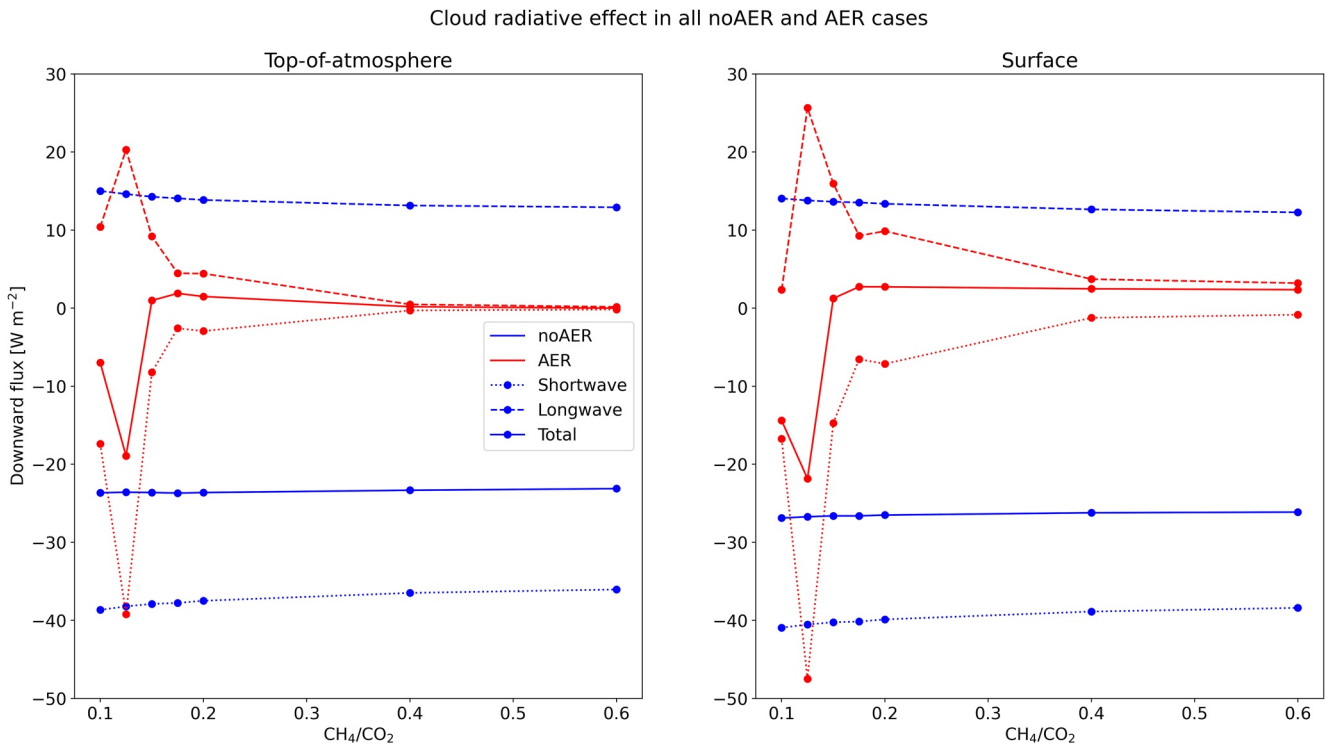 Cloud radiative effect in all noAER and AER cases
Top-of-atmosphere
30
20
10
0
−10
−20
−30
−40
−50
Downward flux [W m⁻²]
noAER
AER
Shortwave
Longwave
Total
0.1
0.2
0.3
0.4
0.5
0.6
CH₄/CO₂
Surface
30
20
10
0
−10
−20
−30
−40
−50
0.1
0.2
0.3
0.4
0.5
0.6
CH₄/CO₂